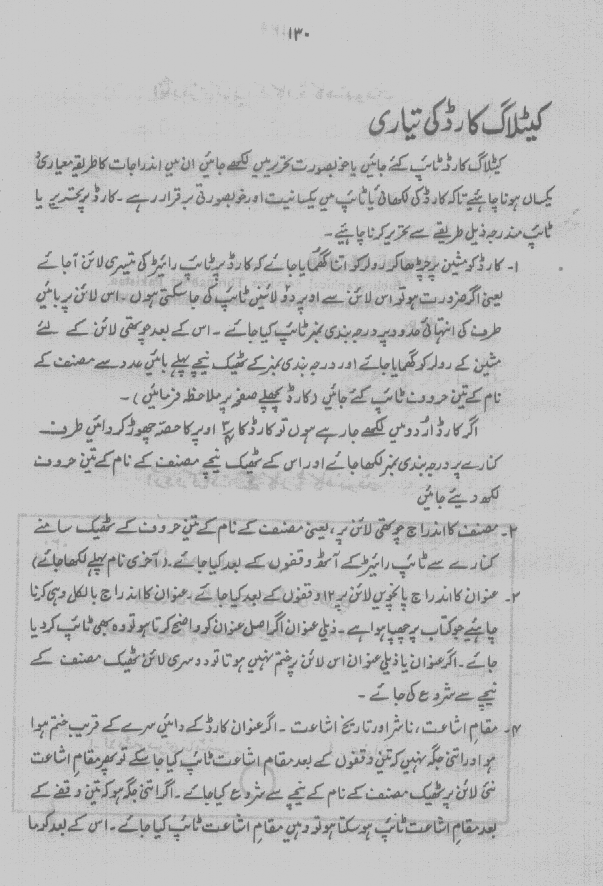 ۱۳۰
کیٹلاگ کارڈ کی تیاری
کیٹلاگ کارڈ ٹائپ کئے جائیں یا خوبصورت تحریر میں لکھے جائیں ان میں اندراجات کا طریقہ معیاری و
یکساں ہونا چاہئیے تاکہ کارڈ کی لکھائی یا ٹائپ میں یکسانیت اور خوبصورتی برقرار رہے ۔ کارڈ پر تحریر یا
ٹائپ مندرجہ ذیل طریقے سے تحریر کرنا چاہئیے ۔
۱۔ کارڈ کو مشین پر چڑھا کر رولر کو اتنا گھمایا جائے کہ کارڈ پر ٹائپ رائیٹر کی تیسری لائن آ جائے
یعنی اگر ضرورت ہو تو اس لائن سے اوپر دو لائنیں ٹائپ کی جا سکتی ہوں ۔ اس لائن پر بائیں
طرف کی انتہائی حدود پر درجہ بندی نمبر ٹائپ کیا جائے ۔ اس کے بعد چوتھی لائن کے لئے
مشین کے رولر کو گھمایا جائے اور درجہ بندی نمبر کے ٹھیک نیچے پہلے بائیں عدد سے مصنف کے
نام کے تین حروف ٹائپ کئے جائیں (کارڈ پچھلے صفحہ پر ملاحظہ فرمائیں) ۔
اگر کارڈ اُردو میں لکھے جا رہے ہوں تو کارڈ کا اوپر کا حصہ چھوڑ کر دائیں طرف
کنارے پر درجہ بندی نمبر لکھا جائے اور اس کے ٹھیک نیچے مصنف کے نام کے تین حروف
لکھ دیئے جائیں
۲۔ مصنف کا اندراج چوتھی لائن پر، یعنی مصنف کے نام کے تین حروف کے ٹھیک سامنے
کنارے سے ٹائپ رائیٹر کے آٹھ وقفوں کے بعد کیا جائے ۔ (آخری نام پہلے لکھا جائے)
۳۔ عنوان کا اندراج پانچویں لائن پر ۱۲ وقفوں کے بعد کیا جائے ۔ عنوان کا اندراج بالکل وہی کرنا
چاہئیے جو کتاب پر چھپا ہوا ہے ۔ ذیلی عنوان اگر اصل عنوان کو واضح کرتا ہو تو وہ بھی ٹائپ کر دیا
جائے ۔ اگر عنوان یا ذیلی عنوان اس لائن پر ختم نہیں ہوتا تو دوسری لائن ٹھیک مصنف کے
نیچے سے شروع کی جائے ۔
۴۔ مقامِ اشاعت، ناشر اور تاریخِ اشاعت ۔ اگر عنوان کارڈ کے دائیں سرے کے قریب ختم ہوا
ہو اور اتنی جگہ نہیں کہ تین وقفوں کے بعد مقام اشاعت ٹائپ کیا جا سکے تو پھر مقامِ اشاعت
نئی لائن پر ٹھیک مصنف کے نام کے نیچے سے شروع کیا جائے ۔ اگر اتنی جگہ ہو کہ تین وقفے کے
بعد مقامِ اشاعت ٹائپ ہو سکتا ہو تو وہیں مقامِ اشاعت ٹائپ کیا جائے ۔ اس کے بعد کوما